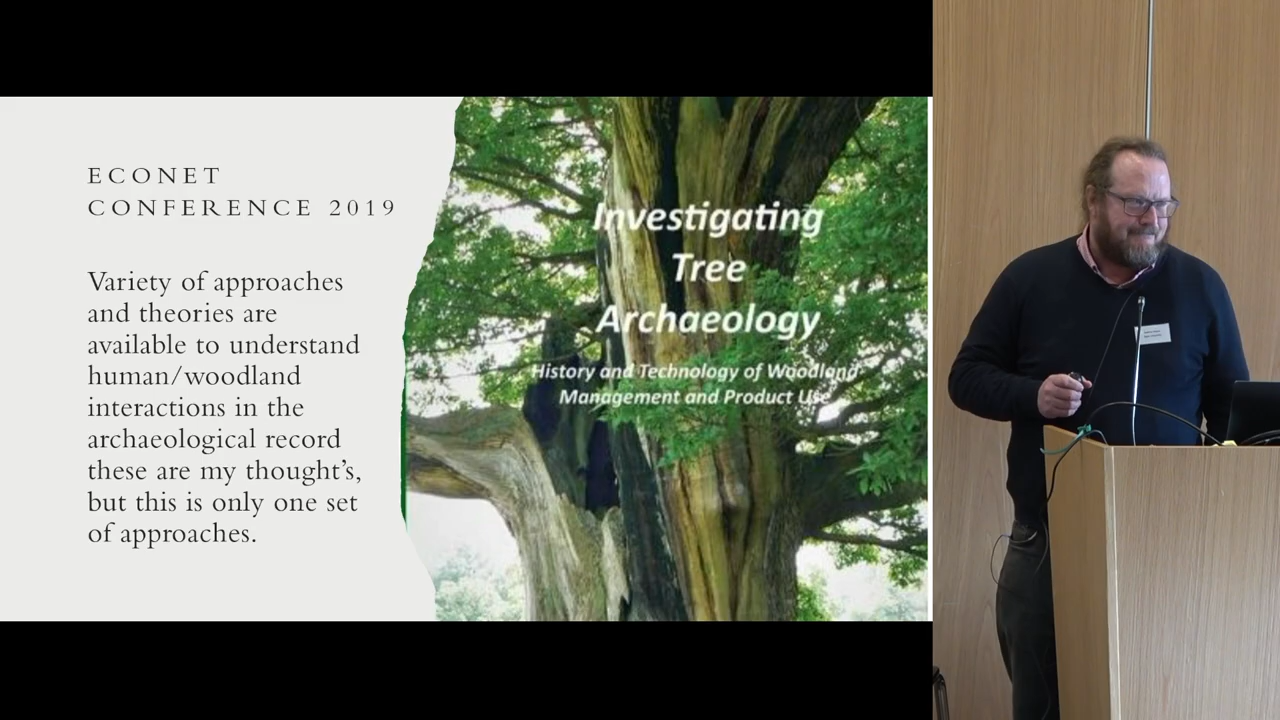 ECONET
CONFERENCE 2019
Variety of approaches
and theories are
available to understand
human/woodland
interactions in the
archaeological record
these are my thought's,
but this is only one set
of approaches.
Investigating
Tree
Archaeology
History and Technology of Woodland
Management and Product Use